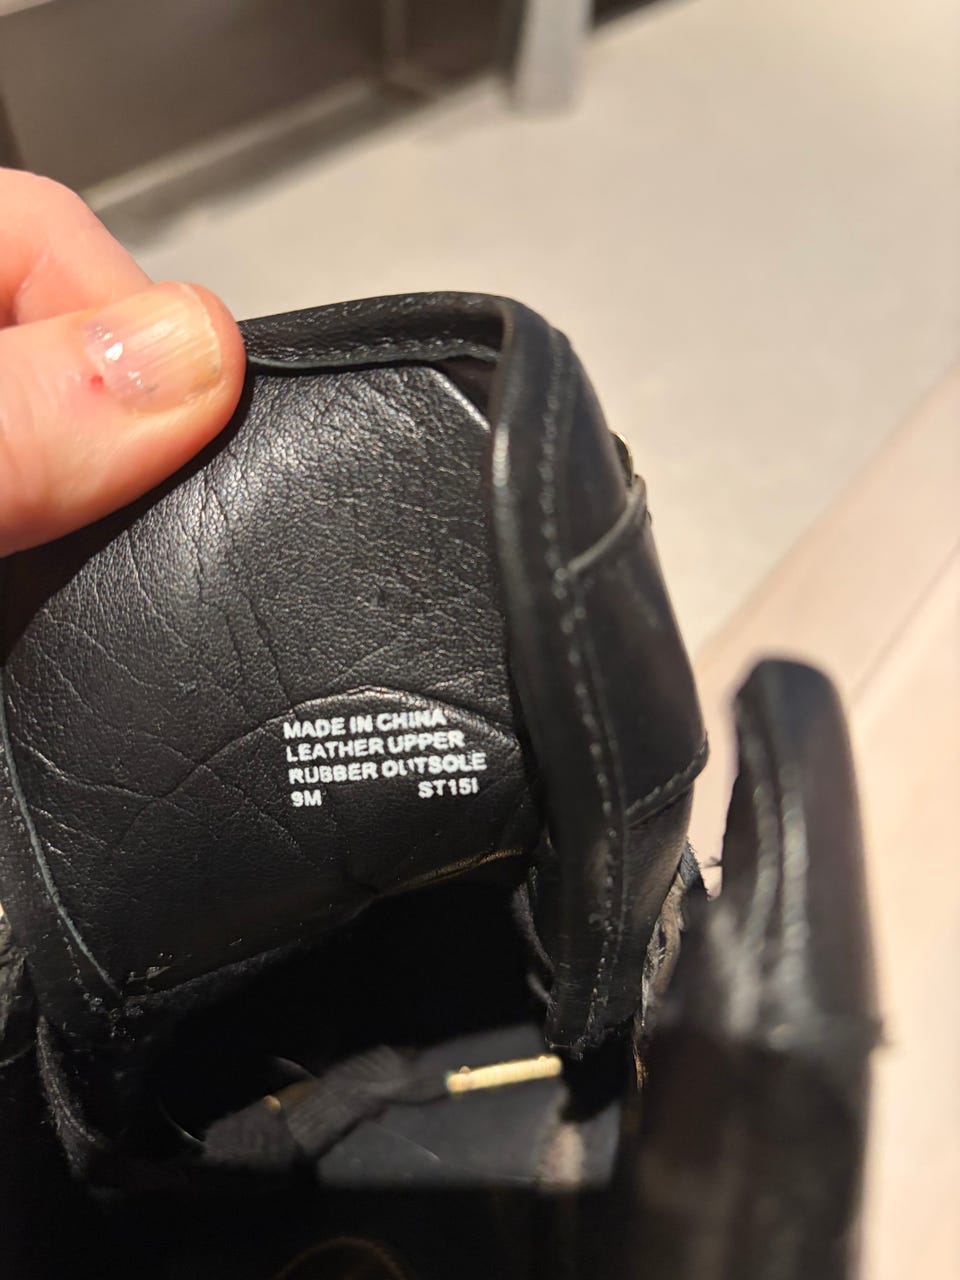 MADE IN CHINA
LEATHER UPPER
RUBBER OUTSOLE
9M ST15I